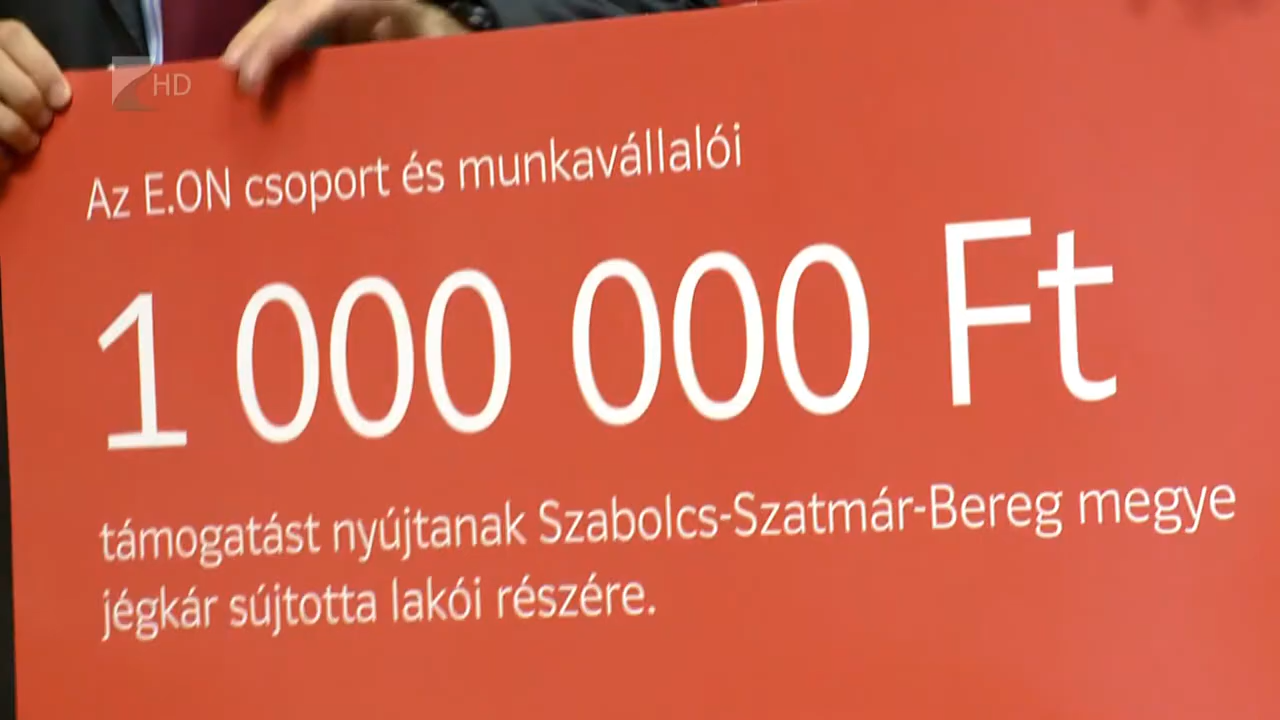 HD
Az E.ON csoport és munkavállalói
1 000 000 Ft
támogatást nyújtanak Szabolcs-Szatmár-Bereg megye
jégkár sújtotta lakói részére.